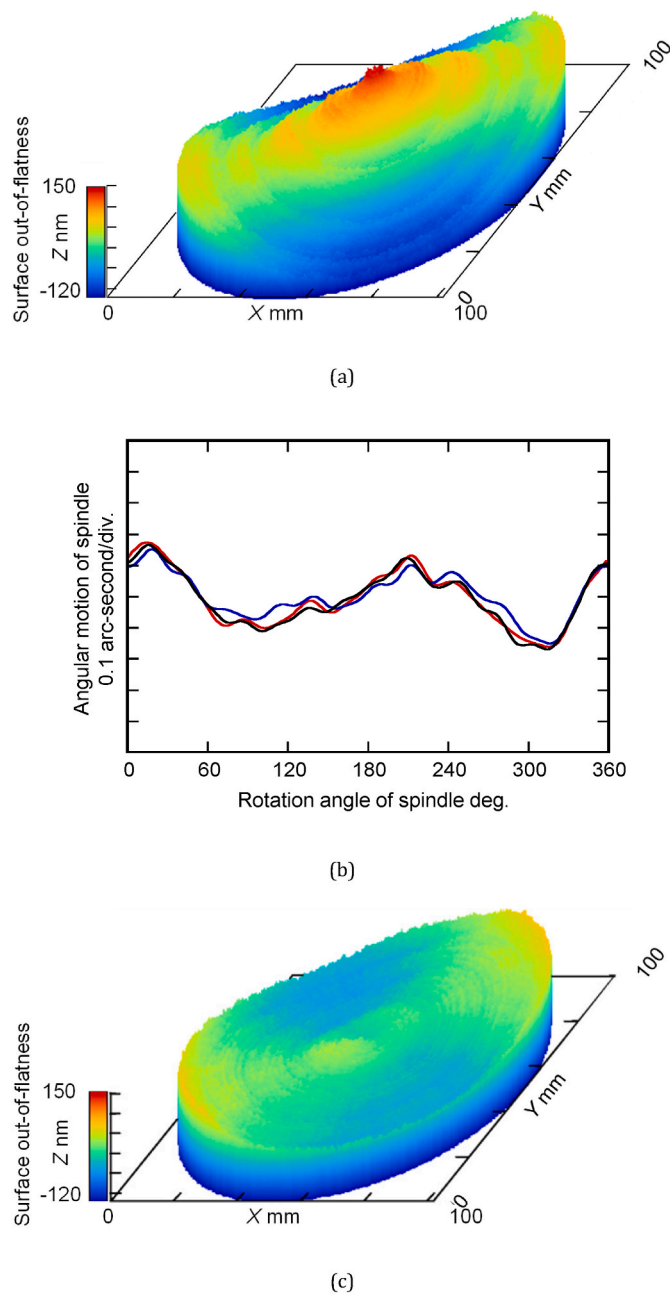 100
150
Surface out-of-flatness
Z nm
-120
Y mm
0
0
X mm
100
(a)
Angular motion of spindle
0.1 arc-second/div.
0
60
120
180
240
300
360
Rotation angle of spindle deg.
(b)
100
150
Surface out-of-flatness
Z nm
-120
Y mm
0
0
X mm
100
(c)